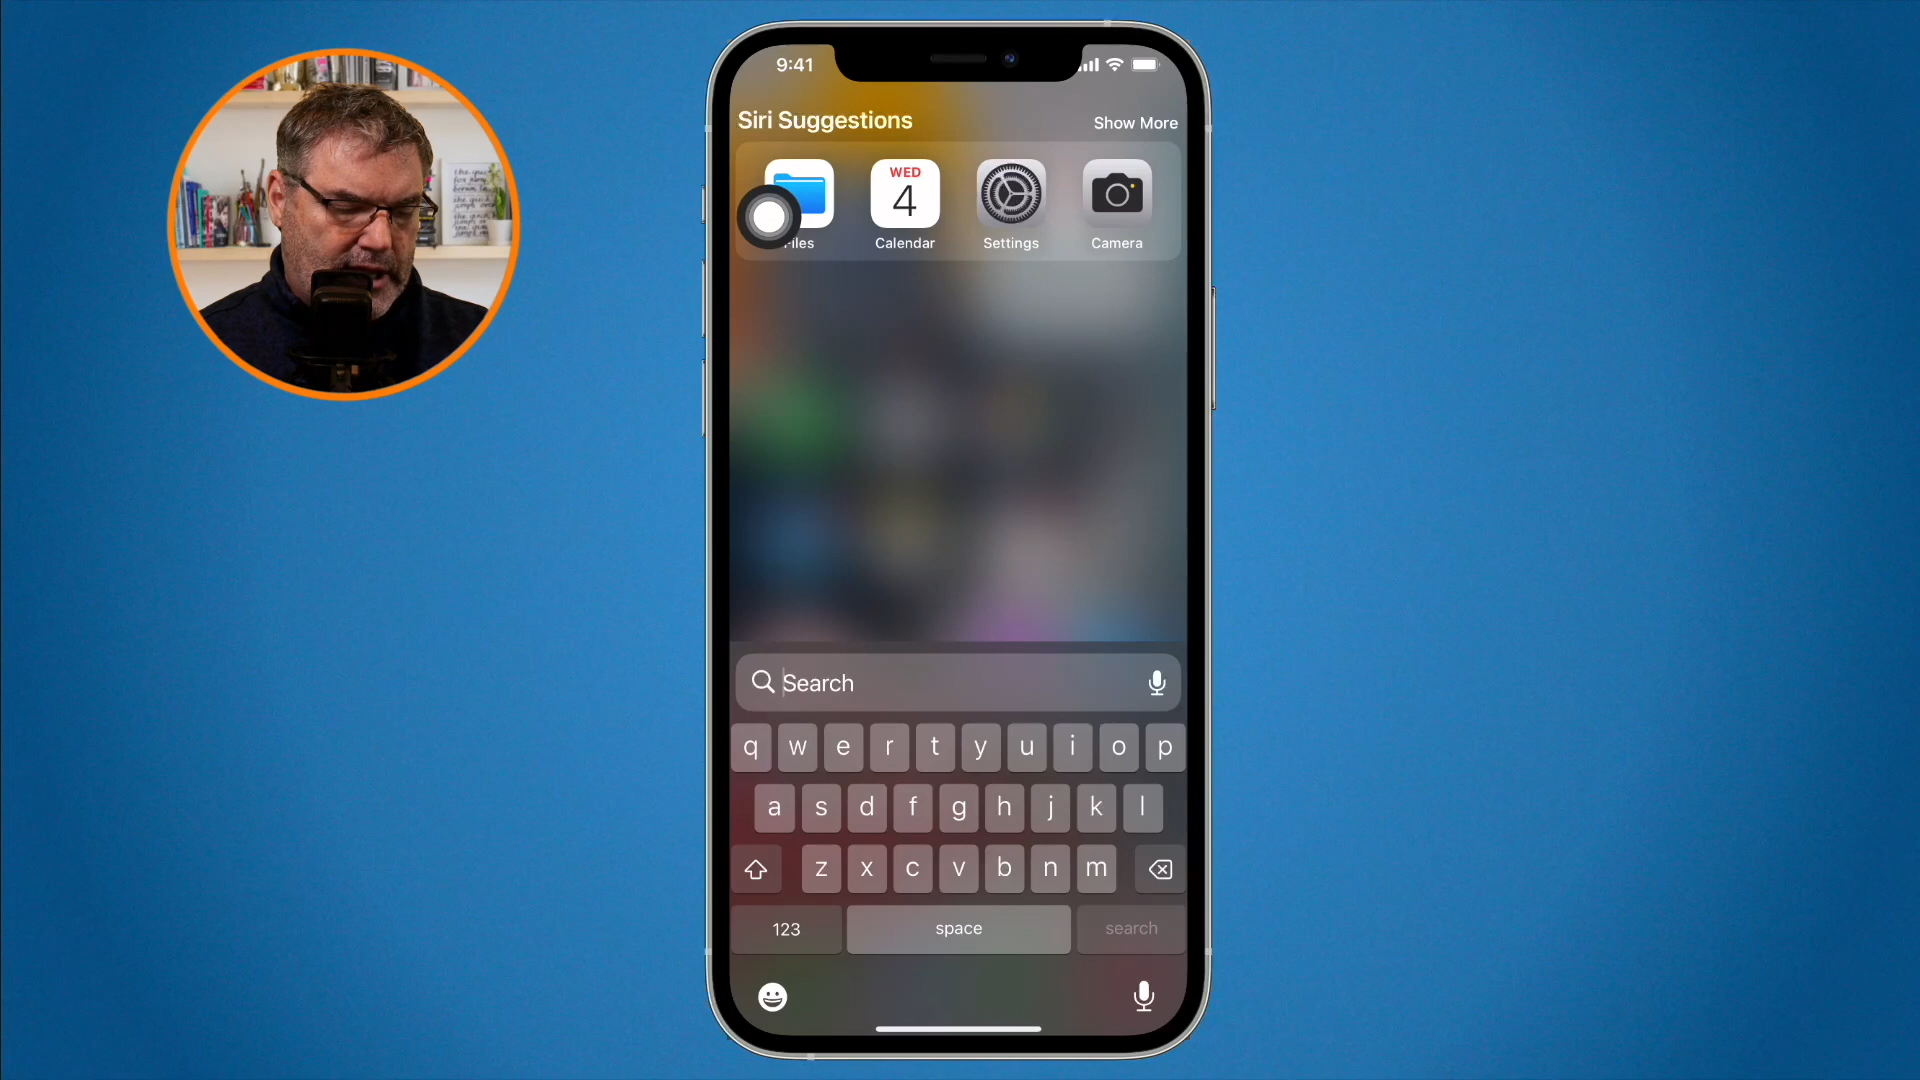 9:41
Siri Suggestions
Show More
WED
4
Calendar
Settings
Camera
Search
q w e r t y u i o p
a s d f g h j k l
z x c v b n m
123
space
search